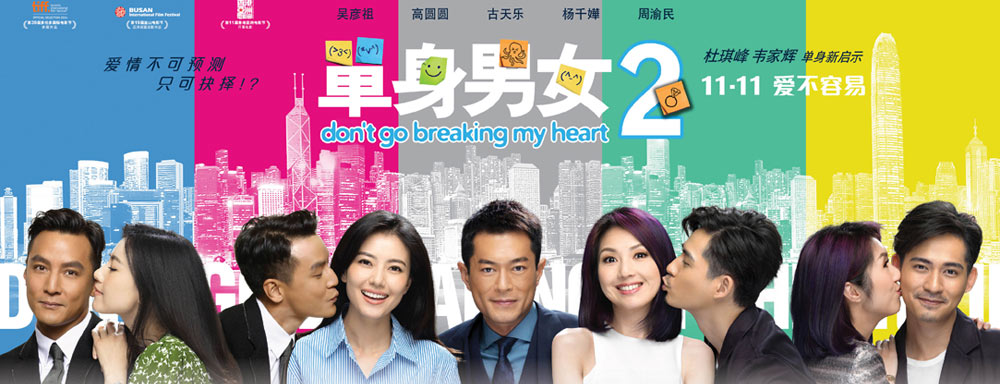 tiff.
BUSAN
International Film Festival
吴彦祖
高圆圆
古天乐
杨千嬅
周渝民
爱情不可预测
只可抉择!?
单身男女2
don't go breaking my heart
杜琪峰 韦家辉 单身新启示
11·11 爱不容易